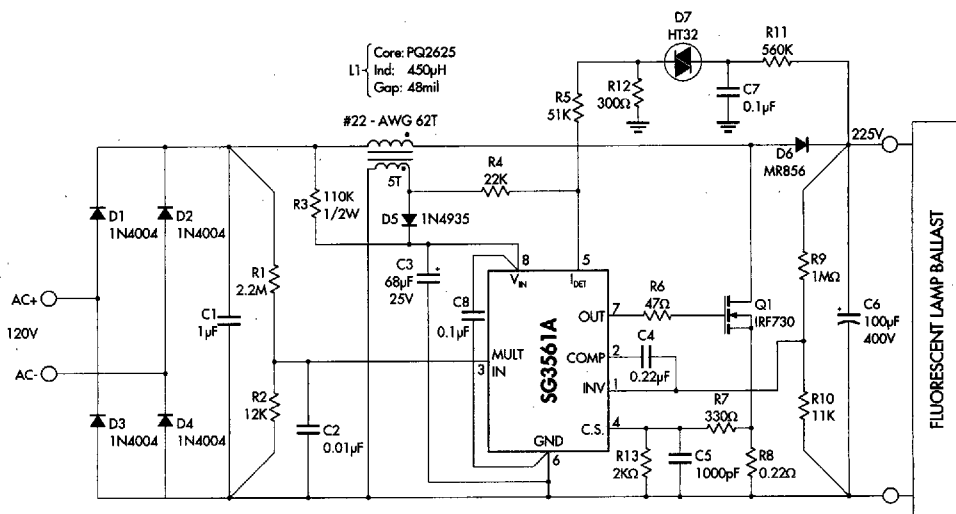 D7
HT32
R11
560K
Core: PQ2625
L1 Ind: 450µH
Gap: 48mil
R12
300Ω
C7
0.1µF
R5
51K
#22 - AWG 62T
225V
5T
R4
22K
D6
MR856
R3
110K
1/2W
D5
1N4935
D1
1N4004
D2
1N4004
C3
68µF
25V
8
VIN
5
IDET
R9
1MΩ
R1
2.2M
C8
0.1µF
OUT
7
R6
47Ω
Q1
IRF730
AC+
120V
AC-
C1
1µF
C6
100µF
400V
MULT
IN
3
SG3561A
COMP
2
C4
0.22µF
INV
1
R2
12K
C.S.
4
R7
330Ω
R10
11K
D3
1N4004
D4
1N4004
C2
0.01µF
GND
6
R13
2KΩ
C5
1000pF
R8
0.22Ω
FLUORESCENT LAMP BALLAST